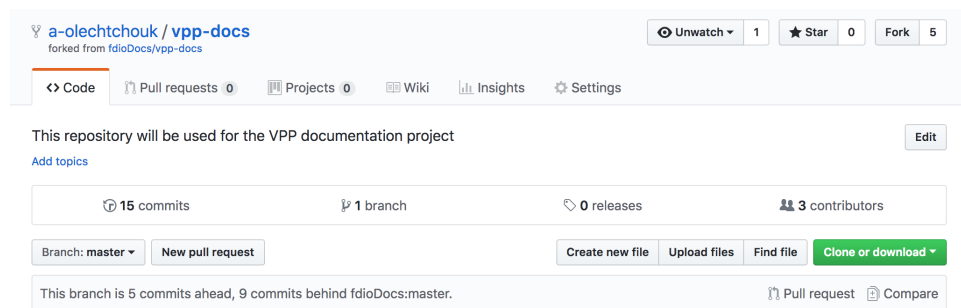 a-olechtchouk / vpp-docs
forked from fdioDocs/vpp-docs
Unwatch 1 Star 0 Fork 5
Code Pull requests 0 Projects 0 Wiki Insights Settings
This repository will be used for the VPP documentation project
Edit
Add topics
15 commits 1 branch 0 releases 3 contributors
Branch: master New pull request Create new file Upload files Find file Clone or download
This branch is 5 commits ahead, 9 commits behind fdioDocs:master. Pull request Compare